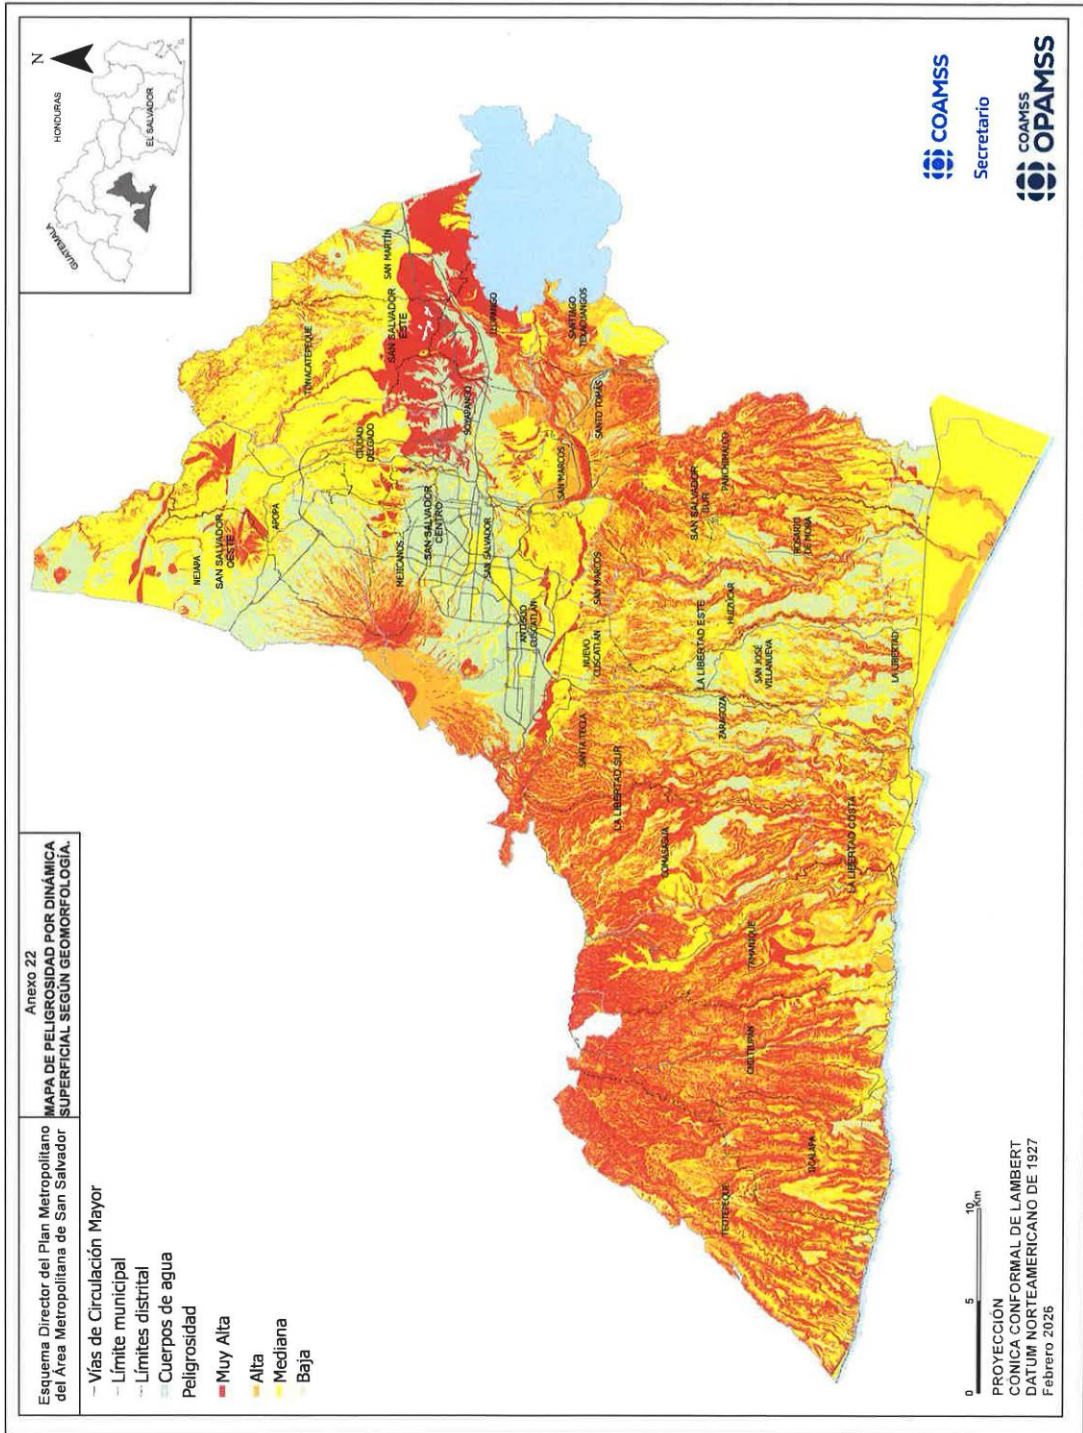 Esquema Director del Plan Metropolitano
del Área Metropolitana de San Salvador
Anexo 22
MAPA DE PELIGROSIDAD POR DINÁMICA
SUPERFICIAL SEGÚN GEOMORFOLOGÍA.
Vías de Circulación Mayor
Límite municipal
Límites distrital
Cuerpos de agua
Peligrosidad
Muy Alta
Alta
Mediana
Baja
N
HONDURAS
GUATEMALA
EL SALVADOR
NEJAPA
SAN SALVADOR
OESTE
APOPA
TONACATEPEQUE
CIUDAD
DELGADO
SAN SALVADOR
ESTE
SAN MARTÍN
MEJICANOS
SAN SALVADOR
CENTRO
SOYAPANGO
ILOPANGO
SAN SALVADOR
ANTIGUO
CUSCATLÁN
SAN MARCOS
SANTIAGO
TEXACUANGOS
SANTO TOMÁS
SANTA TECLA
NUEVO
CUSCATLÁN
SAN MARCOS
LA LIBERTAD SUR
COMASAGUA
LA LIBERTAD ESTE
SAN SALVADOR
SUR
PANCHIMALCO
ZARAGOZA
HUIZÚCAR
SAN JOSÉ
VILLANUEVA
ROSARIO
DE MORA
TEOTEPEQUE
CHILTIUPÁN
TAMANIQUE
JICALAPA
LA LIBERTAD COSTA
LA LIBERTAD
0 5 10 Km
PROYECCIÓN
CÓNICA CONFORMAL DE LAMBERT
DATUM NORTEAMERICANO DE 1927
Febrero 2026
COAMSS
Secretario
COAMSS
OPAMSS